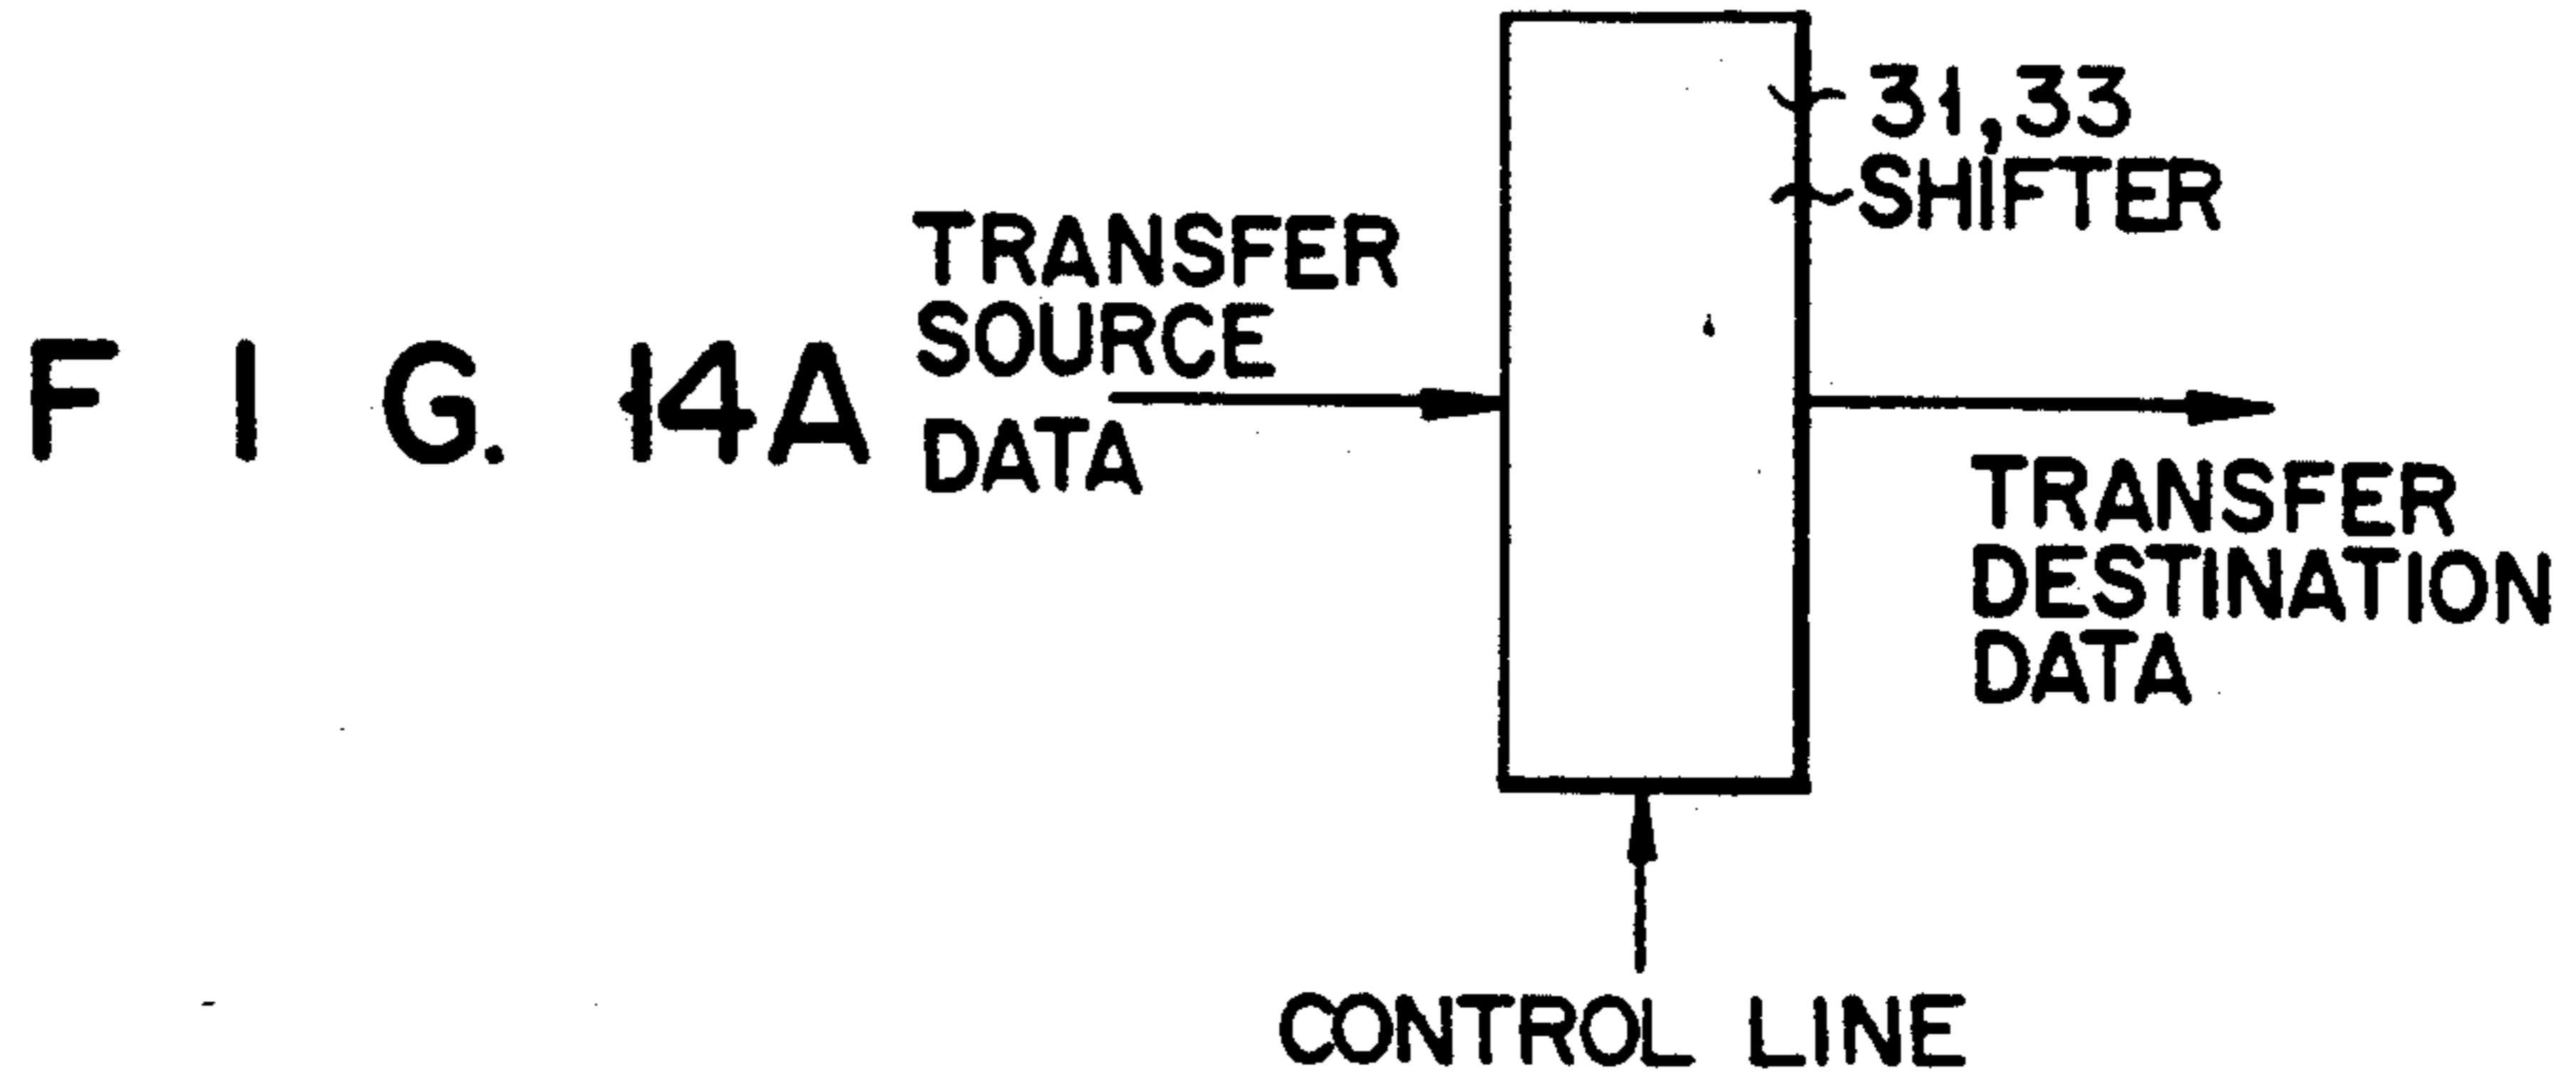 F I G. 14A
TRANSFER
SOURCE
DATA
31,33
SHIFTER
TRANSFER
DESTINATION
DATA
CONTROL LINE